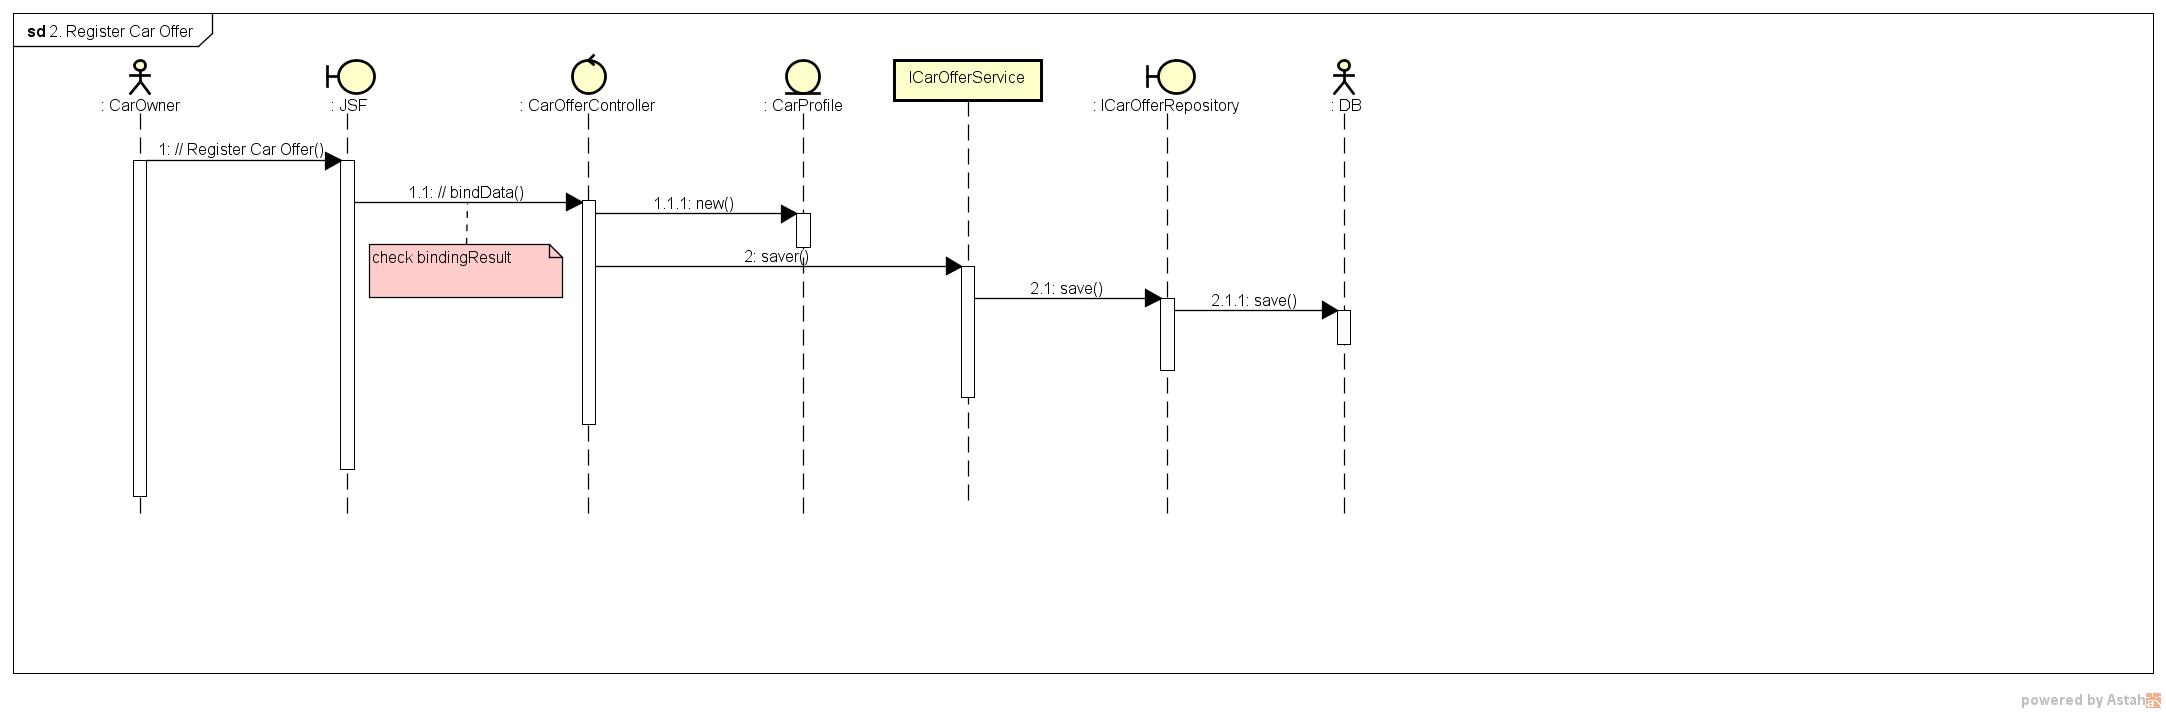 sd 2. Register Car Offer
: CarOwner
: JSF
: CarOfferController
: CarProfile
ICarOfferService
: ICarOfferRepository
: DB
1: // Register Car Offer()
1.1: // bindData()
1.1.1: new()
check bindingResult
2: saver()
2.1: save()
2.1.1: save()
powered by Astah